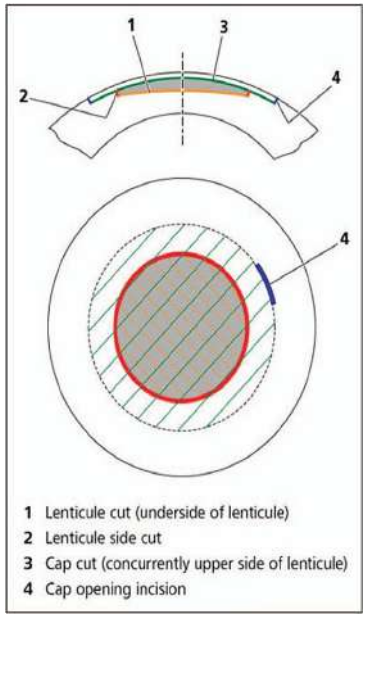 1
3
4
2
4
1 Lenticule cut (underside of lenticule)
2 Lenticule side cut
3 Cap cut (concurrently upper side of lenticule)
4 Cap opening incision